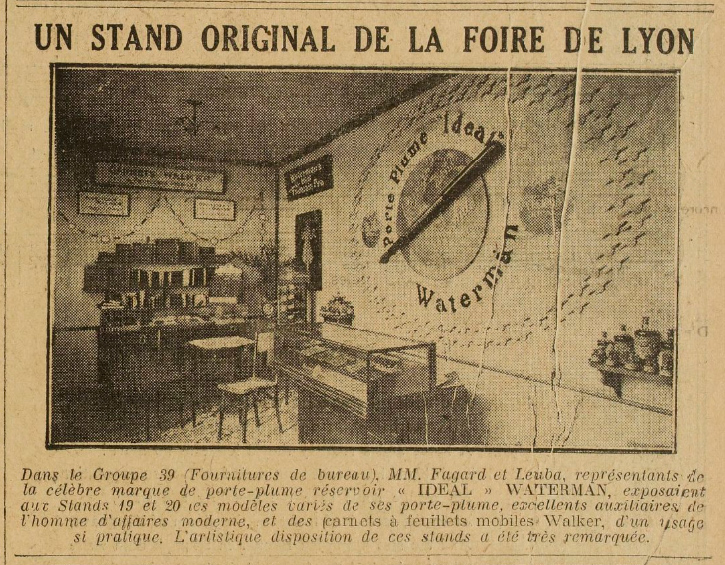 UN STAND ORIGINAL DE LA FOIRE DE LYON
CARNETS WALKER
Porte Plume "Ideal"
Waterman
Dans le Groupe 39 (Fournitures de bureau), MM. Fagard et Leuba, représentants de
la célèbre marque de porte-plume réservoir « IDEAL » WATERMAN, exposaient
aux Stands 19 et 20 les modèles variés de ses porte-plume, excellents auxiliaires de
l'homme d'affaires moderne, et des carnets à feuillets mobiles Walker, d'un usage
si pratique. L'artistique disposition de ces stands a été très remarquée.